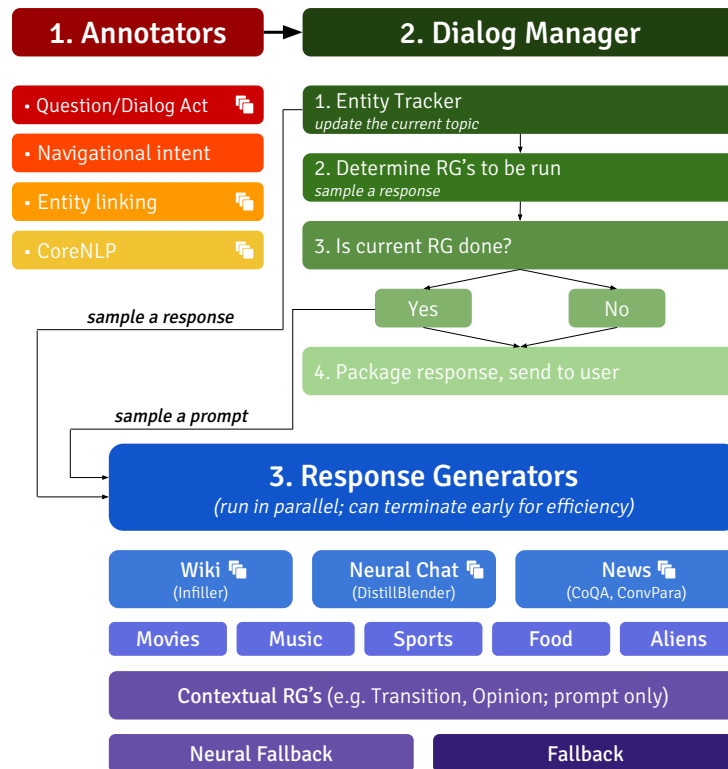 1. Annotators
2. Dialog Manager
• Question/Dialog Act
• Navigational intent
• Entity linking
• CoreNLP
1. Entity Tracker
update the current topic
2. Determine RG's to be run
sample a response
3. Is current RG done?
Yes
No
4. Package response, send to user
sample a response
sample a prompt
3. Response Generators
(run in parallel; can terminate early for efficiency)
Wiki
(Infiller)
Neural Chat
(DistillBlender)
News
(CoQA, ConvPara)
Movies
Music
Sports
Food
Aliens
Contextual RG's (e.g. Transition, Opinion; prompt only)
Neural Fallback
Fallback